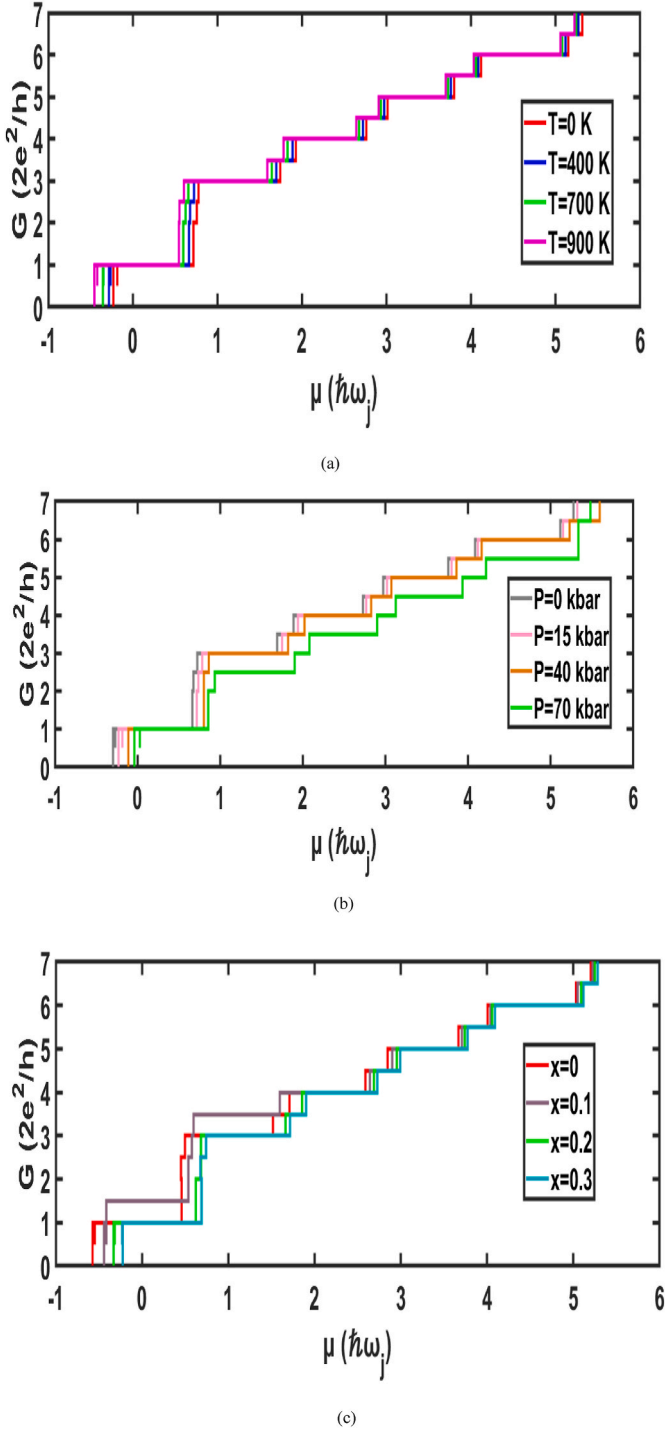 7
6
5
4
3
2
1
0
G (2e²/h)
T=0 K
T=400 K
T=700 K
T=900 K
-1 0 1 2 3 4 5 6
μ (ℏω_j)
(a)
7
6
5
4
3
2
1
0
G (2e²/h)
P=0 kbar
P=15 kbar
P=40 kbar
P=70 kbar
-1 0 1 2 3 4 5 6
μ (ℏω_j)
(b)
7
6
5
4
3
2
1
0
G (2e²/h)
x=0
x=0.1
x=0.2
x=0.3
-1 0 1 2 3 4 5 6
μ (ℏω_j)
(c)